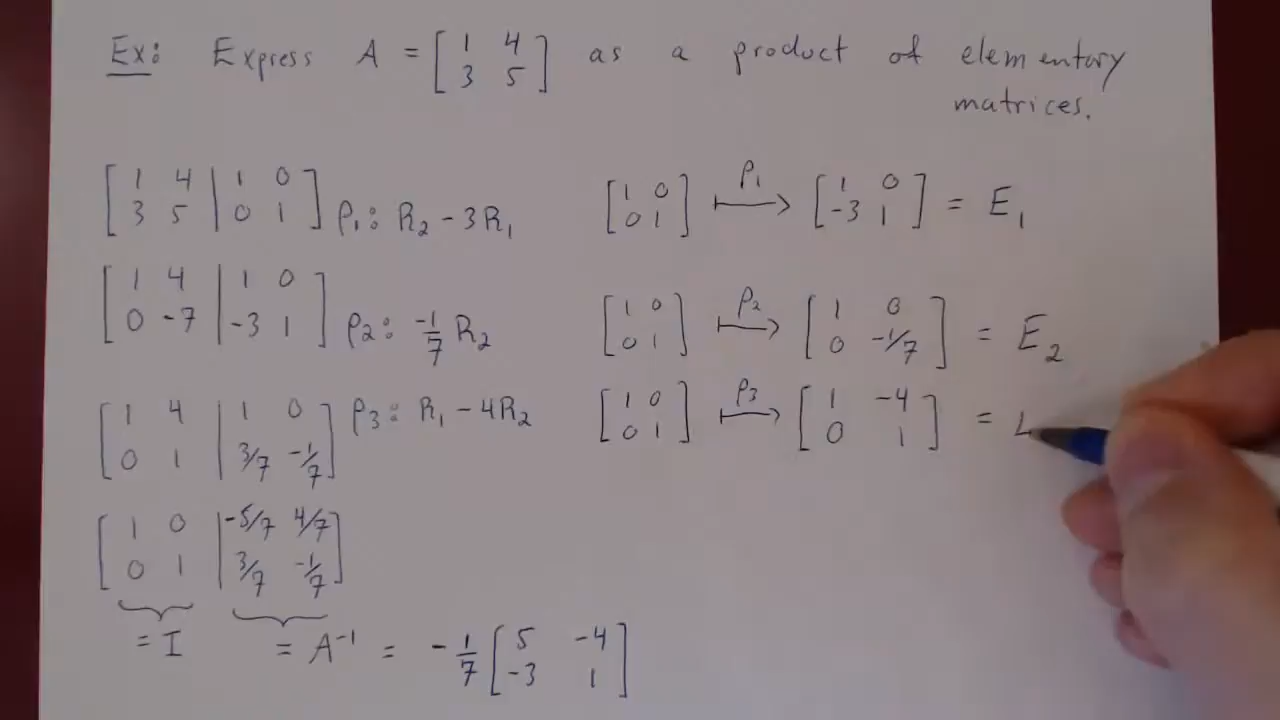 Ex: Express A = [ 1 4 ] as a product of elementary
[ 3 5 ] matrices.
[ 1 4 | 1 0 ]
[ 3 5 | 0 1 ] ρ1: R2 - 3R1
[ 1 4 | 1 0 ]
[ 0 -7 | -3 1 ] ρ2: -1/7 R2
[ 1 4 | 1 0 ] ρ3: R1 - 4R2
[ 0 1 | 3/7 -1/7 ]
[ 1 0 | -5/7 4/7 ]
[ 0 1 | 3/7 -1/7 ]
= I = A⁻¹ = -1/7 [ 5 -4 ]
[ -3 1 ]
[ 1 0 ] ρ1 [ 1 0 ]
[ 0 1 ] ⟼ [ -3 1 ] = E1
[ 1 0 ] ρ2 [ 1 0 ]
[ 0 1 ] ⟼ [ 0 -1/7 ] = E2
[ 1 0 ] ρ3 [ 1 -4 ]
[ 0 1 ] ⟼ [ 0 1 ] =